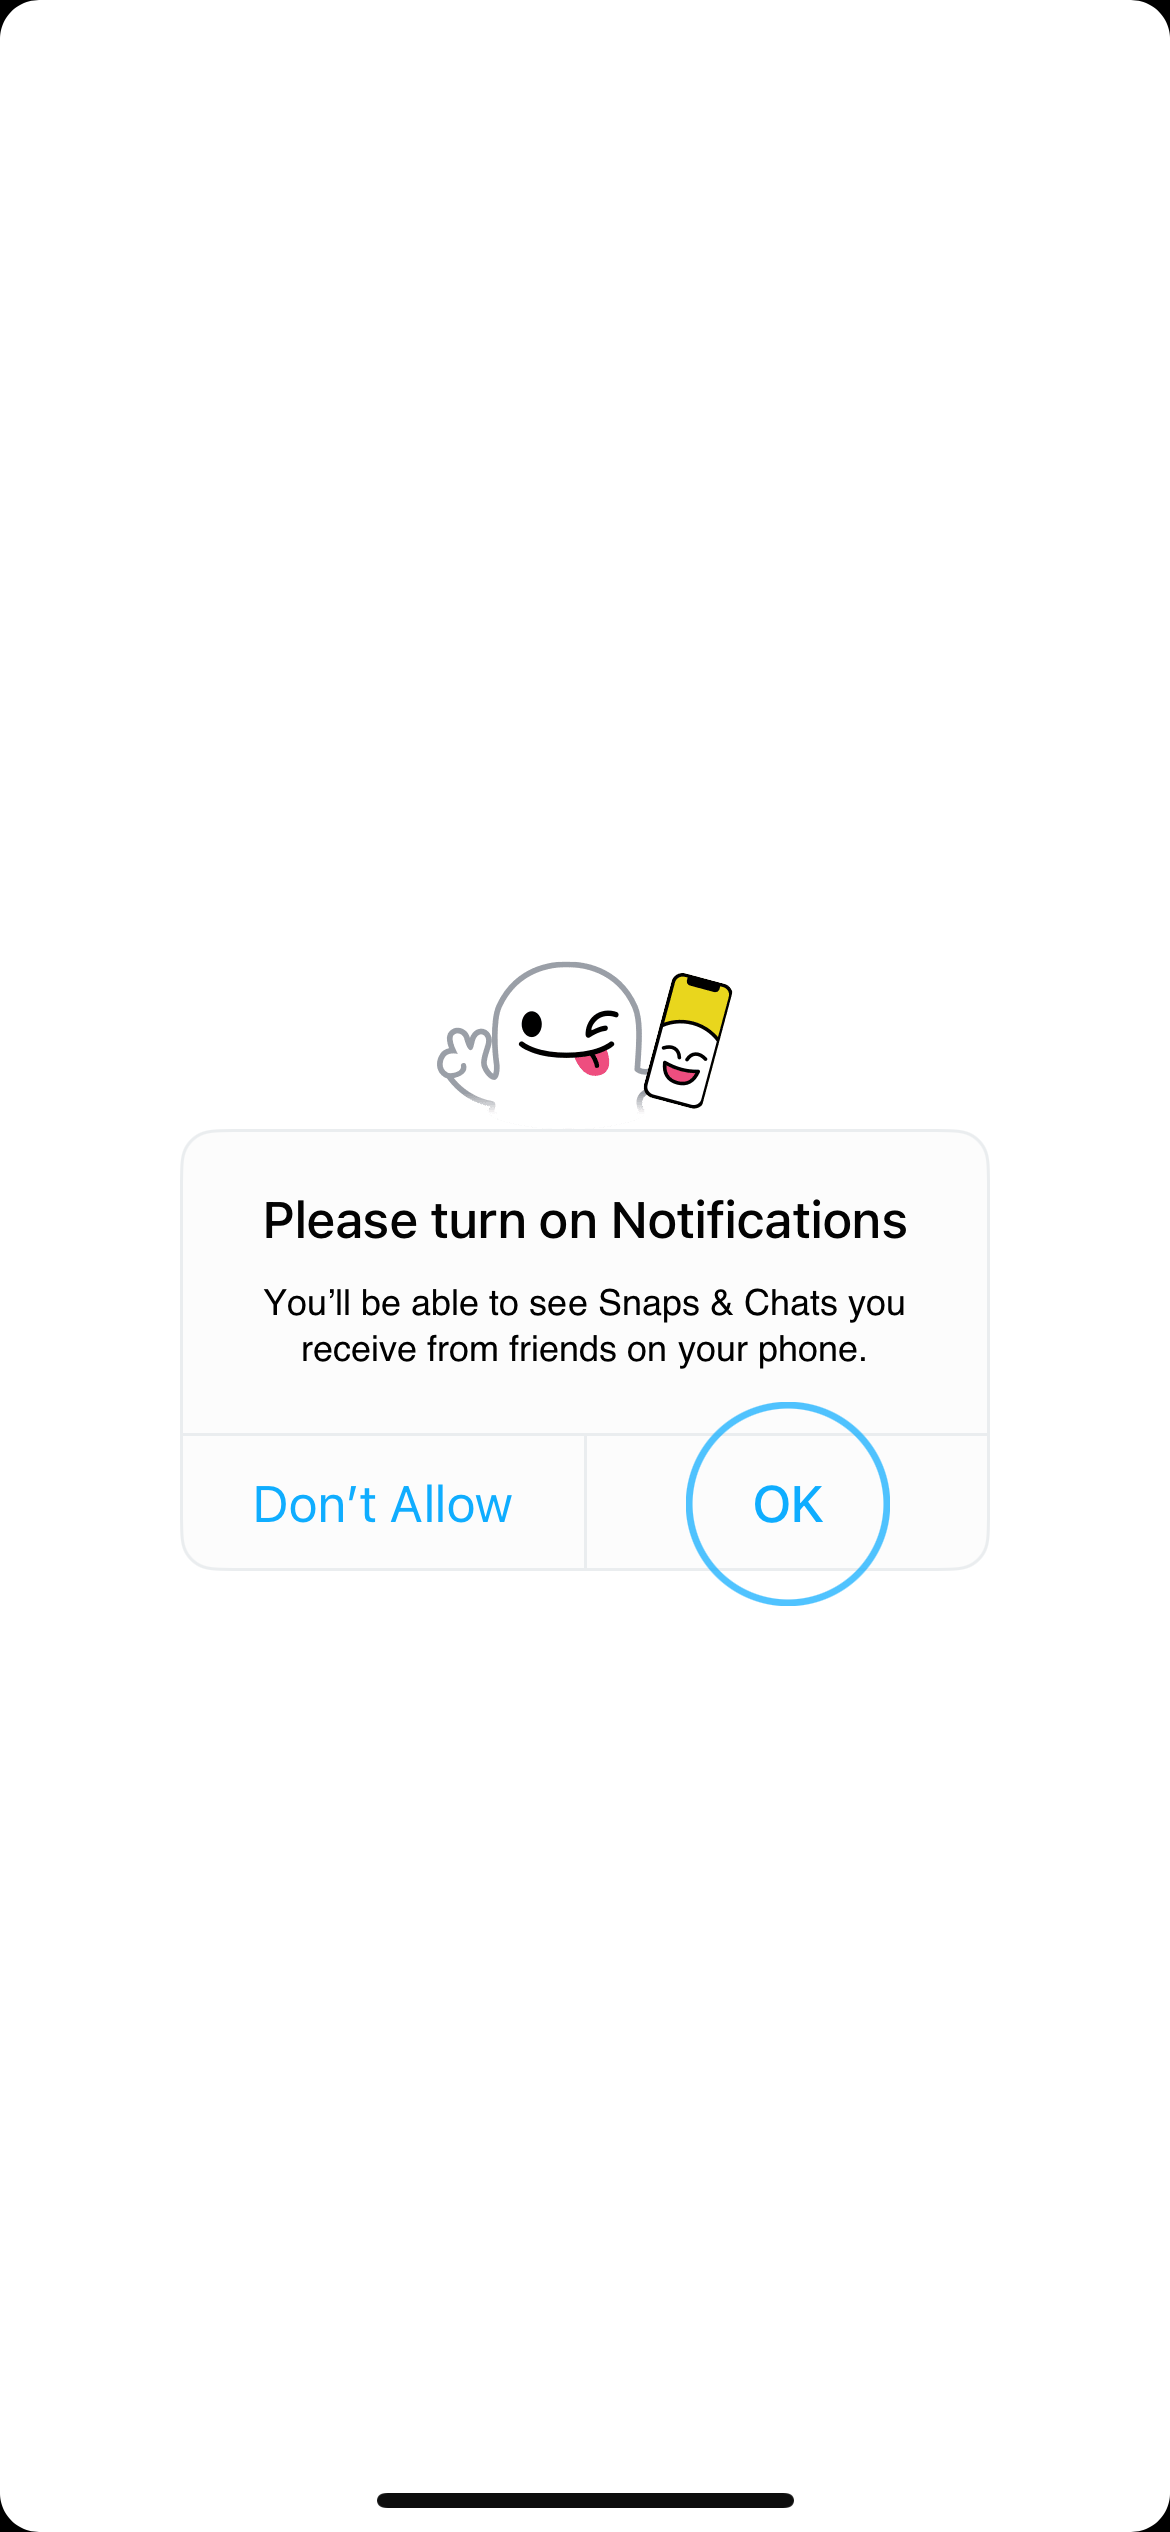 Please turn on Notifications
You’ll be able to see Snaps & Chats you
receive from friends on your phone.
Don’t Allow
OK